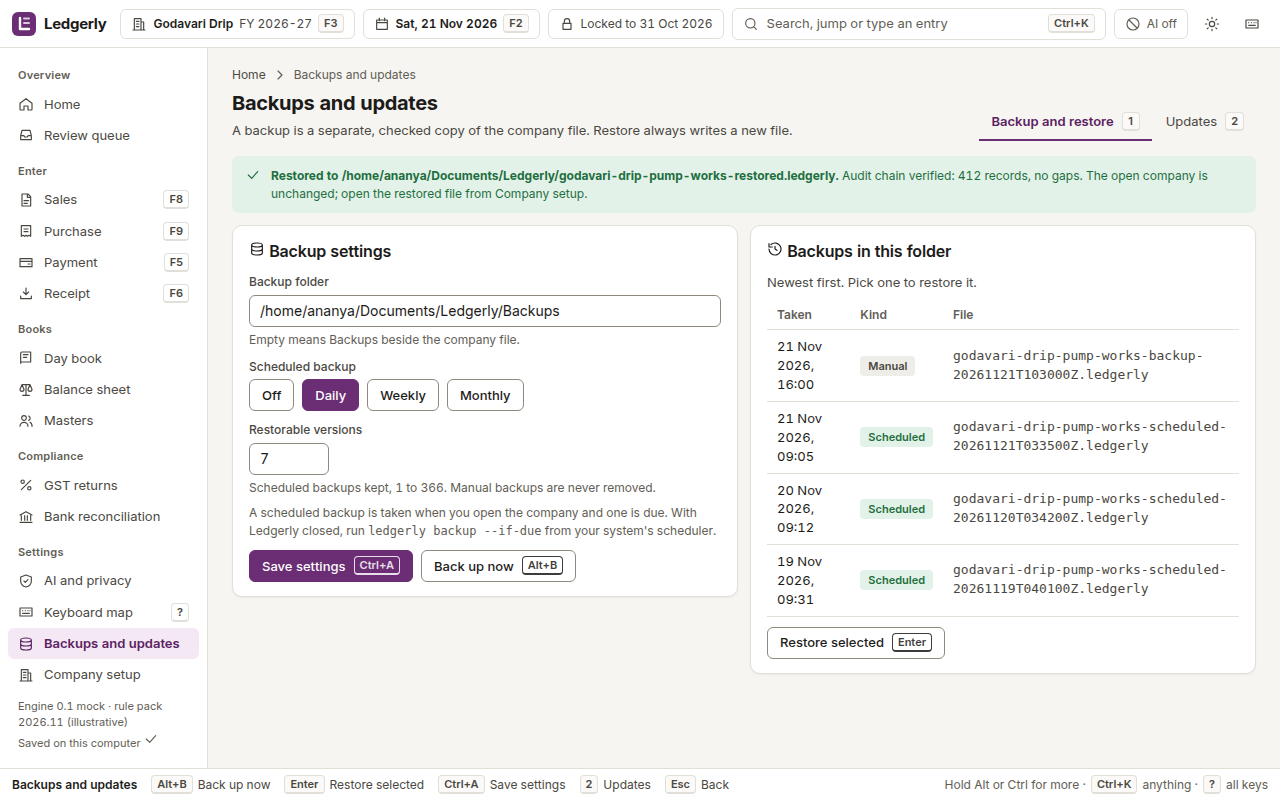 Ledgerly
Godavari Drip FY 2026-27 F3
Sat, 21 Nov 2026 F2
Locked to 31 Oct 2026
Search, jump or type an entry Ctrl+K
AI off
Overview
Home
Review queue
Enter
Sales F8
Purchase F9
Payment F5
Receipt F6
Books
Day book
Balance sheet
Masters
Compliance
GST returns
Bank reconciliation
Settings
AI and privacy
Keyboard map ?
Backups and updates
Company setup
Engine 0.1 mock · rule pack
2026.11 (illustrative)
Saved on this computer
Home Backups and updates
Backups and updates
A backup is a separate, checked copy of the company file. Restore always writes a new file.
Backup and restore 1
Updates 2
Restored to /home/ananya/Documents/Ledgerly/godavari-drip-pump-works-restored.ledgerly. Audit chain verified: 412 records, no gaps. The open company is
unchanged; open the restored file from Company setup.
Backup settings
Backup folder
/home/ananya/Documents/Ledgerly/Backups
Empty means Backups beside the company file.
Scheduled backup
Off Daily Weekly Monthly
Restorable versions
7
Scheduled backups kept, 1 to 366. Manual backups are never removed.
A scheduled backup is taken when you open the company and one is due. With
Ledgerly closed, run ledgerly backup --if-due from your system's scheduler.
Save settings Ctrl+A
Back up now Alt+B
Backups in this folder
Newest first. Pick one to restore it.
Taken Kind File
21 Nov
2026,
16:00
Manual
godavari-drip-pump-works-backup-
20261121T103000Z.ledgerly
21 Nov
2026,
09:05
Scheduled
godavari-drip-pump-works-scheduled-
20261121T033500Z.ledgerly
20 Nov
2026,
09:12
Scheduled
godavari-drip-pump-works-scheduled-
20261120T034200Z.ledgerly
19 Nov
2026,
09:31
Scheduled
godavari-drip-pump-works-scheduled-
20261119T040100Z.ledgerly
Restore selected Enter
Backups and updates Alt+B Back up now Enter Restore selected Ctrl+A Save settings 2 Updates Esc Back
Hold Alt or Ctrl for more · Ctrl+K anything · ? all keys